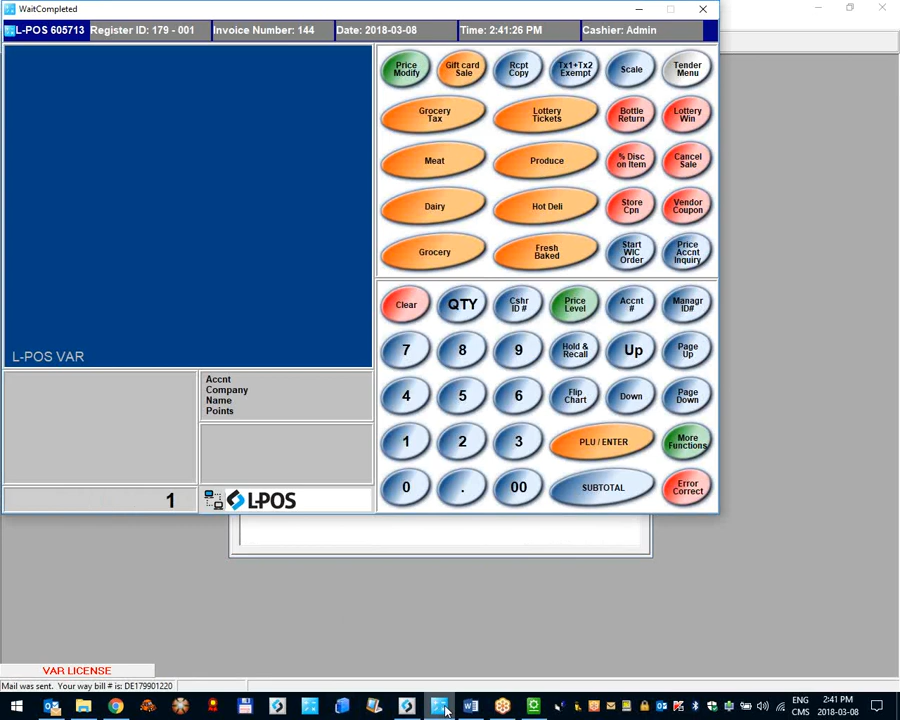 WaitCompleted
L-POS 605713 Register ID: 179 - 001 Invoice Number: 144 Date: 2018-03-08 Time: 2:41:26 PM Cashier: Admin
Price Modify
Gift card Sale
Rcpt Copy
Tx1+Tx2 Exempt
Scale
Tender Menu
Grocery Tax
Lottery Tickets
Bottle Return
Lottery Win
Meat
Produce
% Disc on Item
Cancel Sale
Dairy
Hot Deli
Store Cpn
Vendor Coupon
Grocery
Fresh Baked
Start WIC Order
Price Accnt Inquiry
L-POS VAR
Clear
QTY
Cshr ID #
Price Level
Accnt #
Managr ID#
7
8
9
Hold & Recall
Up
Page Up
Accnt
Company
Name
Points
4
5
6
Flip Chart
Down
Page Down
1
2
3
PLU / ENTER
More Functions
1
L-POS
0
.
00
SUBTOTAL
Error Correct
VAR LICENSE
Mail was sent. Your way bill # is: DE179901220
ENG
CMS
2:41 PM
2018-03-08